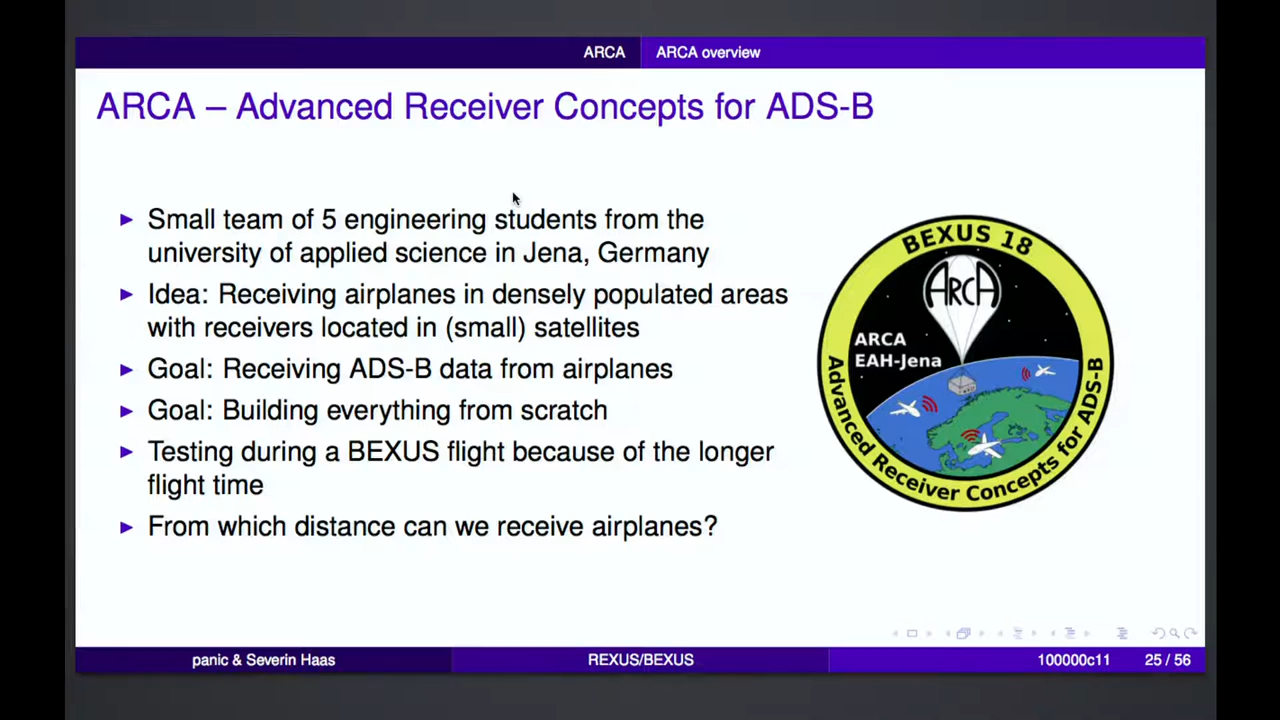 ARCA
ARCA overview
ARCA – Advanced Receiver Concepts for ADS-B
Small team of 5 engineering students from the
university of applied science in Jena, Germany
Idea: Receiving airplanes in densely populated areas
with receivers located in (small) satellites
Goal: Receiving ADS-B data from airplanes
Goal: Building everything from scratch
Testing during a BEXUS flight because of the longer
flight time
From which distance can we receive airplanes?
BEXUS 18
ARCA
ARCA
EAH-Jena
Advanced Receiver Concepts for ADS-B
panic & Severin Haas
REXUS/BEXUS
100000c11
25 / 56